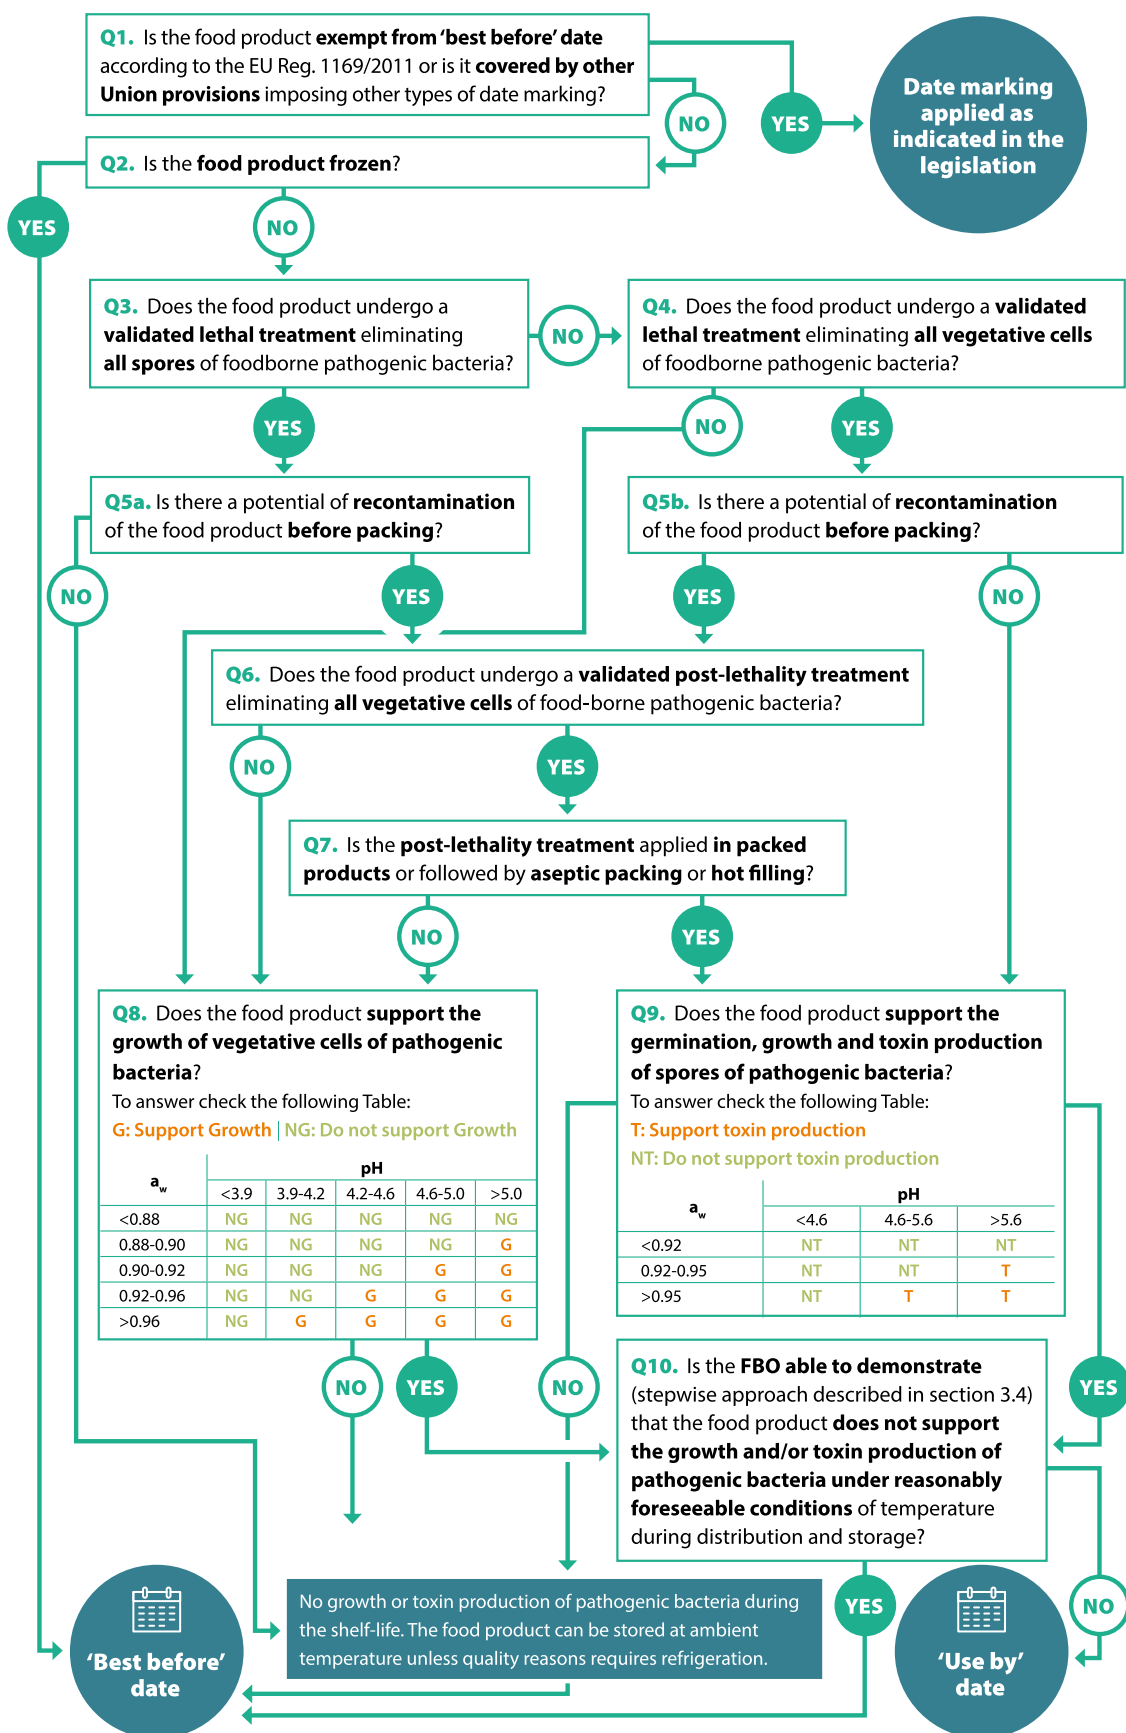 Q1. Is the food product exempt from ‘best before’ date
according to the EU Reg. 1169/2011 or is it covered by other
Union provisions imposing other types of date marking?
NO
YES
Date marking
applied as
indicated in the
legislation
Q2. Is the food product frozen?
YES
NO
Q3. Does the food product undergo a
validated lethal treatment eliminating
all spores of foodborne pathogenic bacteria?
NO
Q4. Does the food product undergo a validated
lethal treatment eliminating all vegetative cells
of foodborne pathogenic bacteria?
YES
NO
YES
Q5a. Is there a potential of recontamination
of the food product before packing?
Q5b. Is there a potential of recontamination
of the food product before packing?
NO
YES
YES
NO
Q6. Does the food product undergo a validated post-lethality treatment
eliminating all vegetative cells of food-borne pathogenic bacteria?
NO
YES
Q7. Is the post-lethality treatment applied in packed
products or followed by aseptic packing or hot filling?
NO
YES
Q8. Does the food product support the
growth of vegetative cells of pathogenic
bacteria?
To answer check the following Table:
G: Support Growth | NG: Do not support Growth
aw pH
<3.9 3.9-4.2 4.2-4.6 4.6-5.0 >5.0
<0.88 NG NG NG NG NG
0.88-0.90 NG NG NG NG G
0.90-0.92 NG NG NG G G
0.92-0.96 NG NG G G G
>0.96 NG G G G G
Q9. Does the food product support the
germination, growth and toxin production
of spores of pathogenic bacteria?
To answer check the following Table:
T: Support toxin production
NT: Do not support toxin production
aw pH
<4.6 4.6-5.6 >5.6
<0.92 NT NT NT
0.92-0.95 NT NT T
>0.95 NT T T
NO
YES
NO
YES
Q10. Is the FBO able to demonstrate
(stepwise approach described in section 3.4)
that the food product does not support
the growth and/or toxin production of
pathogenic bacteria under reasonably
foreseeable conditions of temperature
during distribution and storage?
YES
NO
No growth or toxin production of pathogenic bacteria during
the shelf-life. The food product can be stored at ambient
temperature unless quality reasons requires refrigeration.
‘Best before’
date
‘Use by’
date